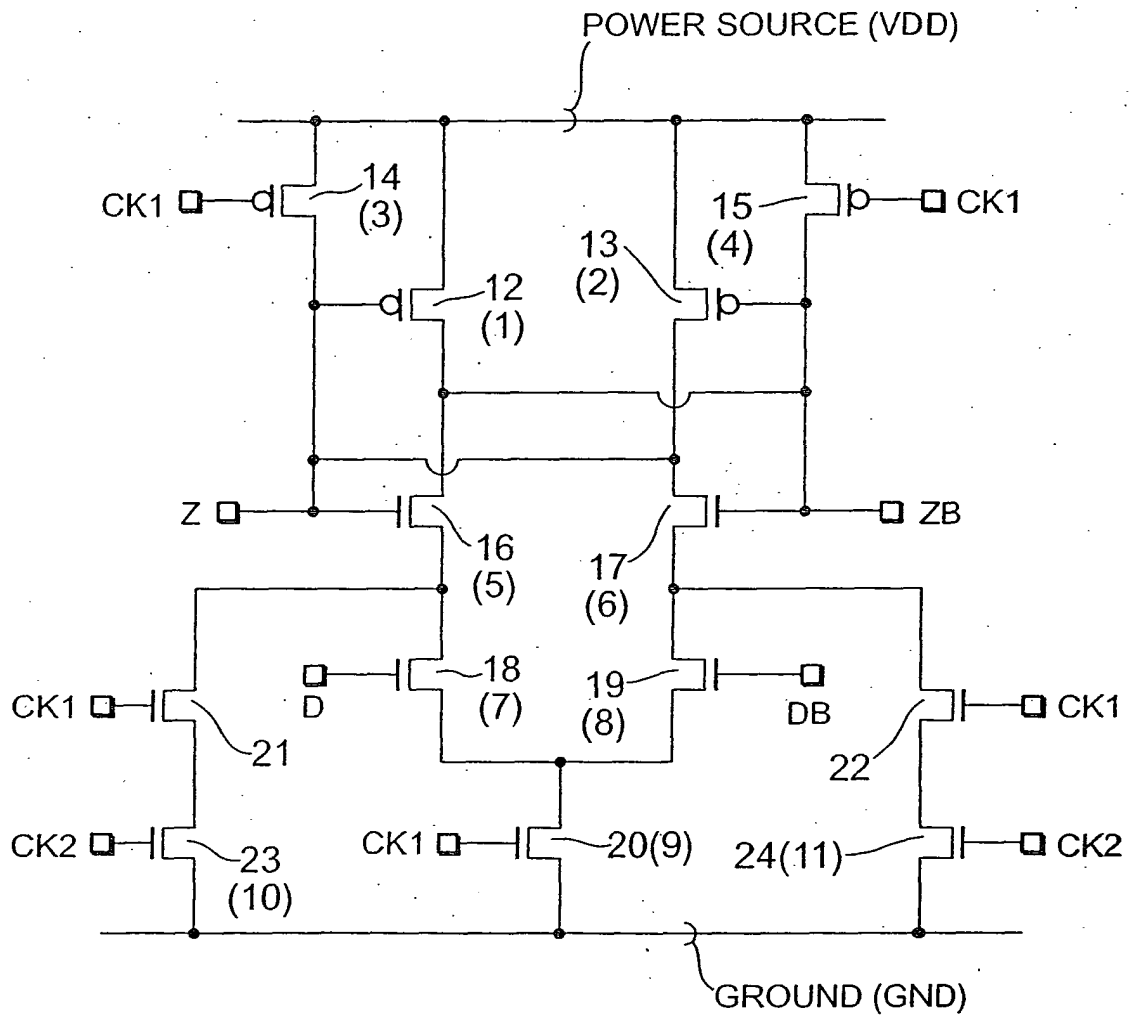 POWER SOURCE (VDD)
CK1
14
(3)
15
(4)
CK1
12
(1)
13
(2)
Z
16
(5)
17
(6)
ZB
D
18
(7)
19
(8)
DB
CK1
21
22
CK1
CK2
23
(10)
CK1
20(9)
24(11)
CK2
GROUND (GND)